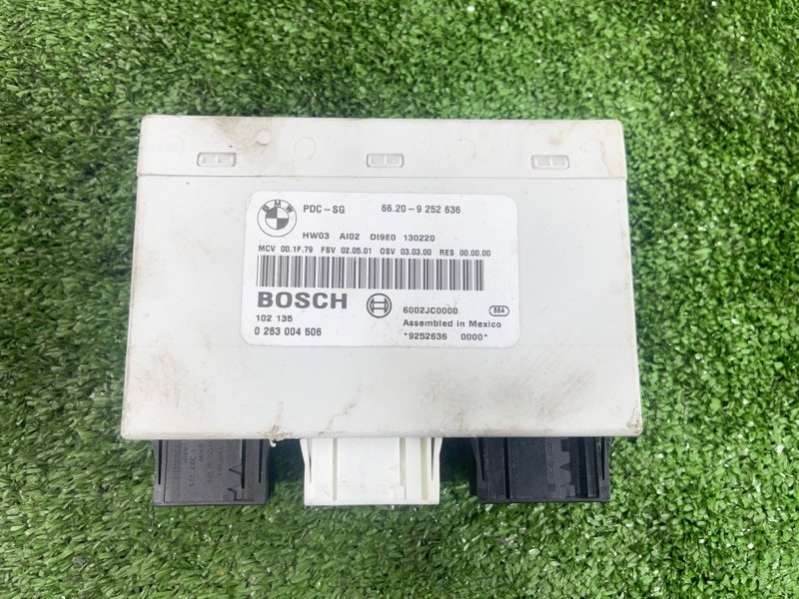 BMW
PDC-SG 66.20-9 252 636
HW03 AI02 DI9E0 130220
MCV 00.1F.79 FSV 02.05.01 OSV 03.03.00 RES 00.00.00
BOSCH
6002JC0000 884
102 135
Assembled in Mexico
0 263 004 506
*9252636 0000*